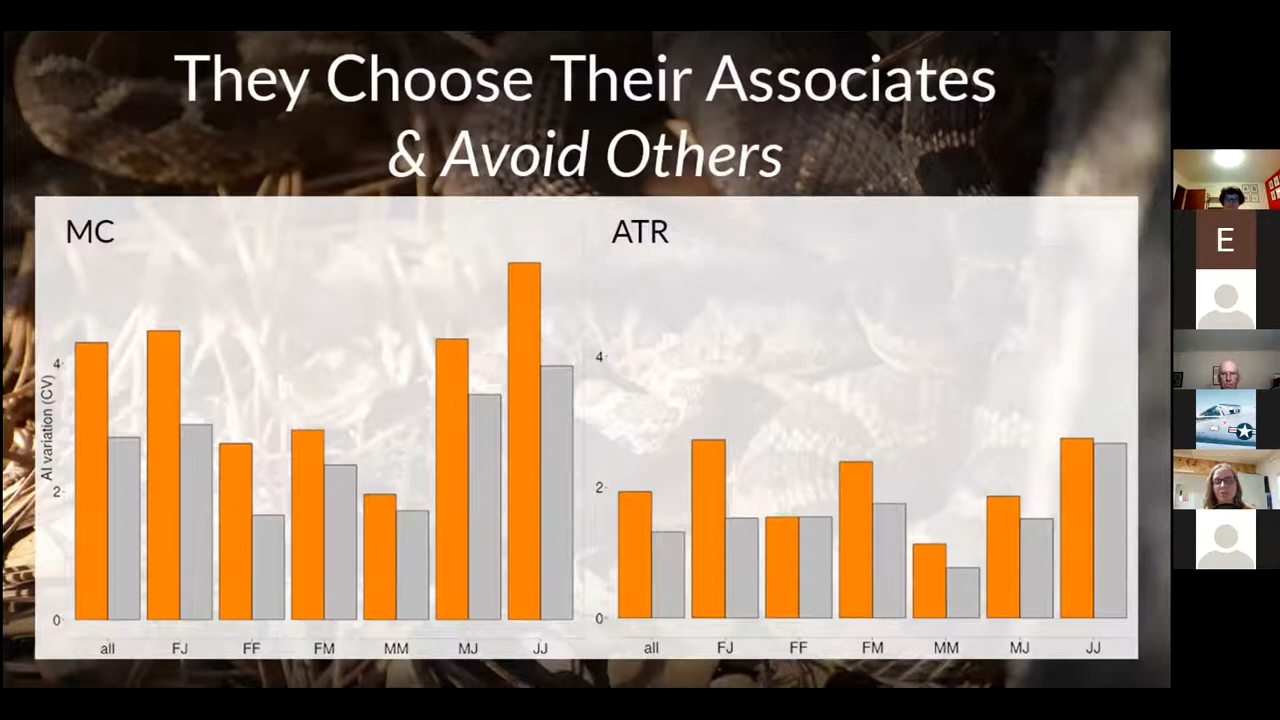 They Choose Their Associates
& Avoid Others
MC
ATR
AI variation (CV)
4
2
0
all FJ FF FM MM MJ JJ
4
2
0
all FJ FF FM MM MJ JJ
E